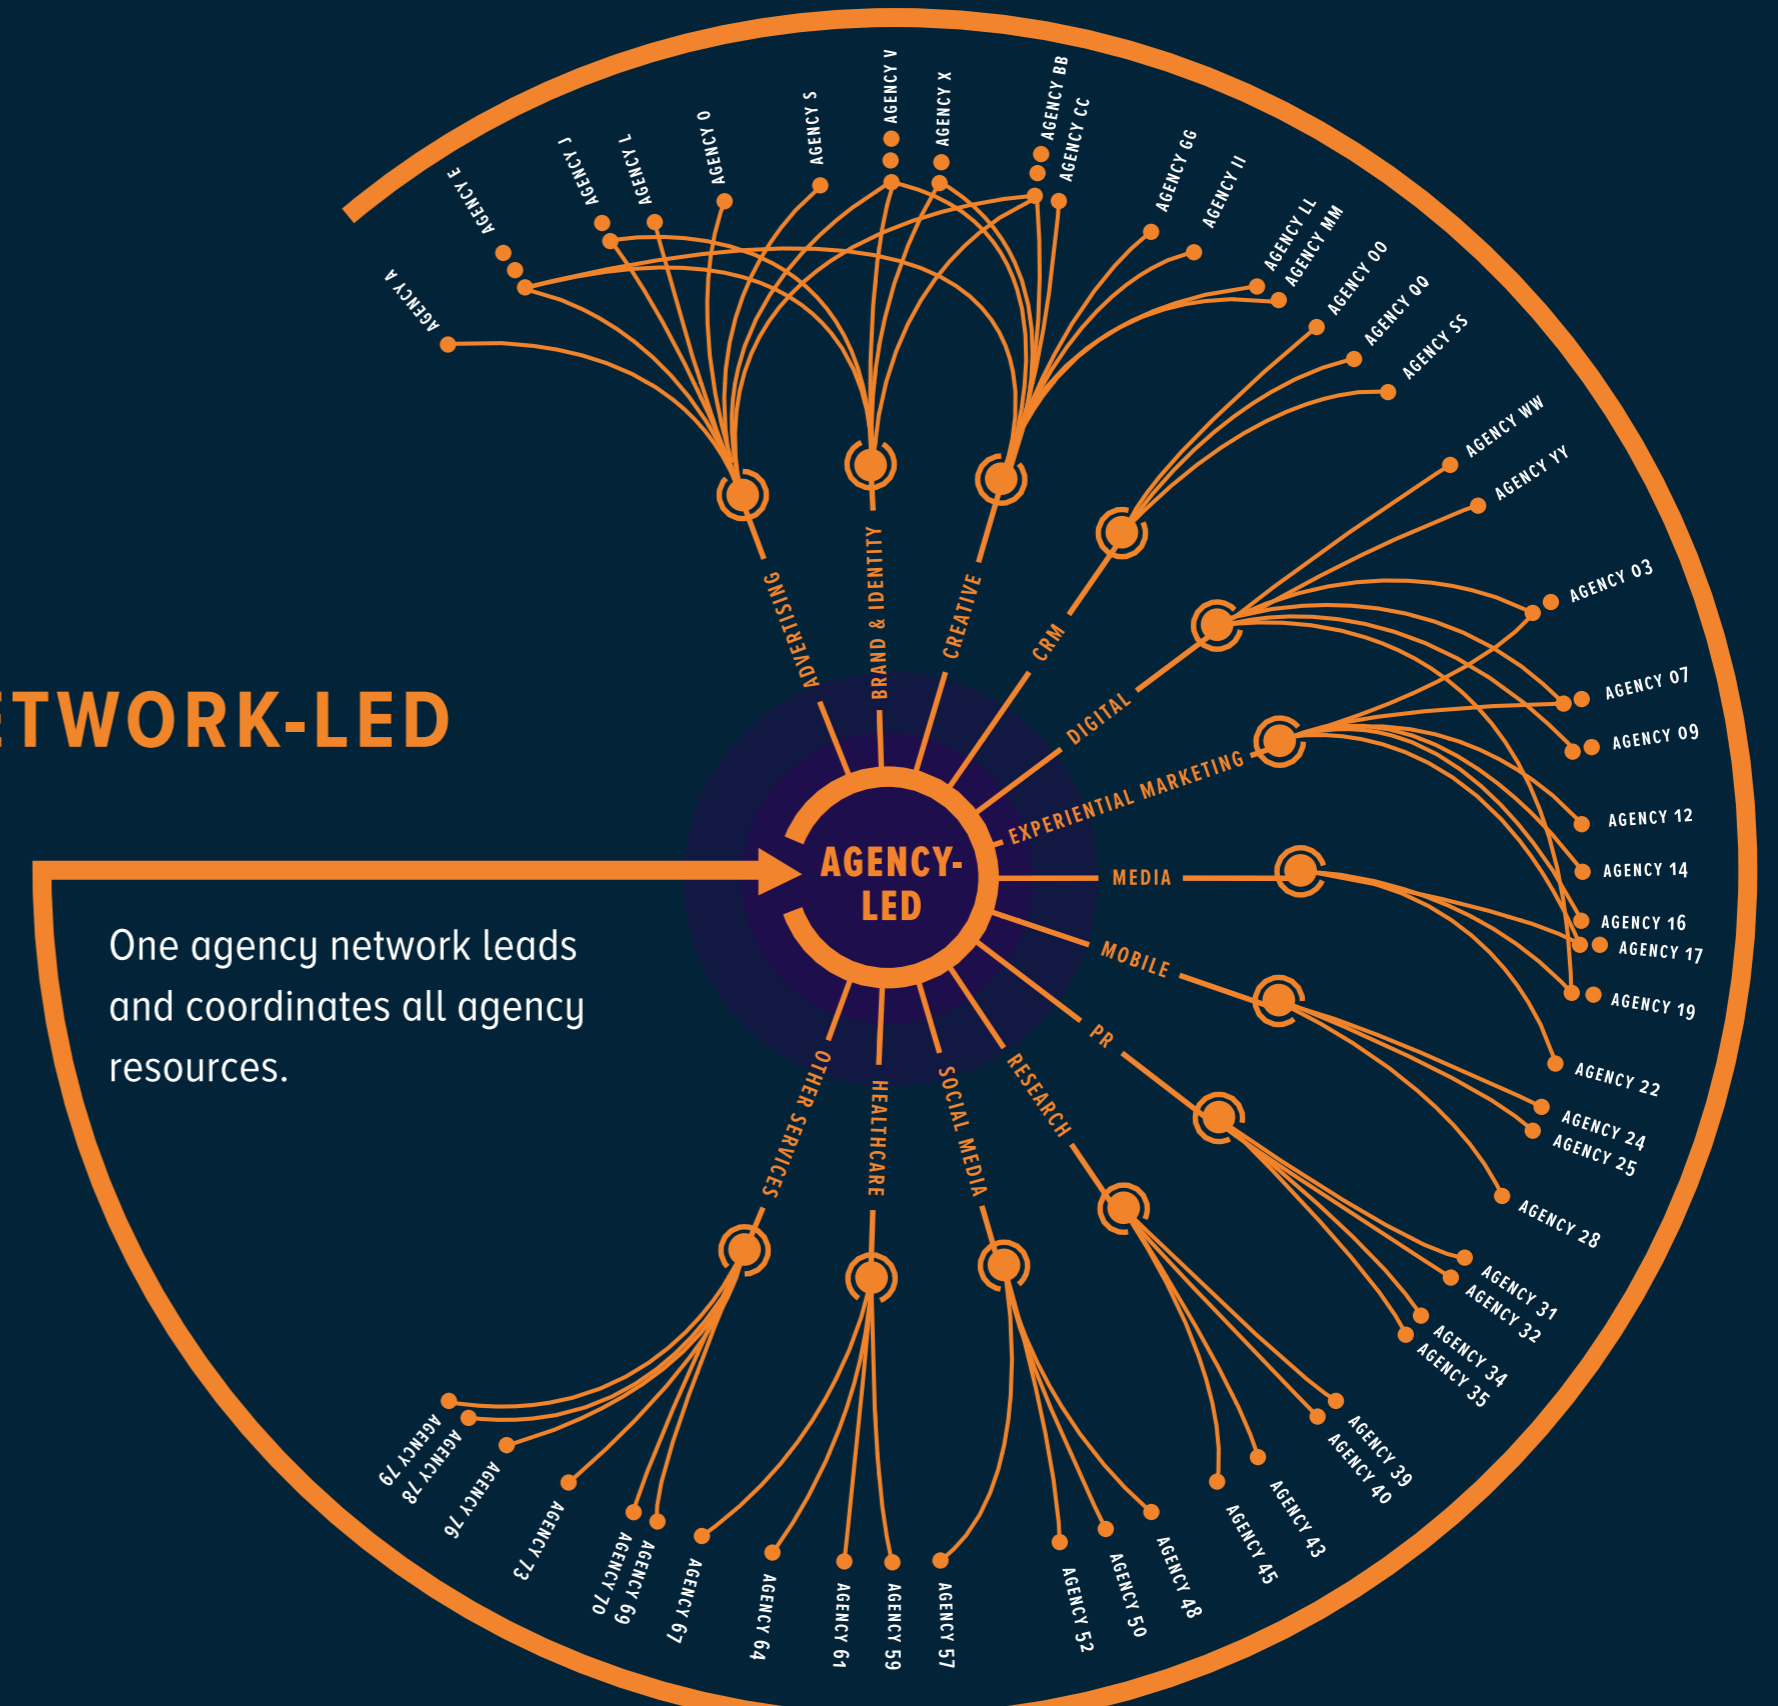 ETWORK-LED
One agency network leads
and coordinates all agency
resources.
AGENCY-
LED
ADVERTISING
BRAND & IDENTITY
CREATIVE
CRM
DIGITAL
EXPERIENTIAL MARKETING
MEDIA
MOBILE
PR
RESEARCH
SOCIAL MEDIA
HEALTHCARE
OTHER SERVICES
AGENCY A
AGENCY E
AGENCY J
AGENCY L
AGENCY O
AGENCY S
AGENCY V
AGENCY X
AGENCY BB
AGENCY CC
AGENCY GG
AGENCY II
AGENCY LL
AGENCY MM
AGENCY OO
AGENCY QQ
AGENCY SS
AGENCY WW
AGENCY YY
AGENCY 03
AGENCY 07
AGENCY 09
AGENCY 12
AGENCY 14
AGENCY 16
AGENCY 17
AGENCY 19
AGENCY 22
AGENCY 24
AGENCY 25
AGENCY 28
AGENCY 31
AGENCY 32
AGENCY 34
AGENCY 35
AGENCY 39
AGENCY 40
AGENCY 43
AGENCY 45
AGENCY 48
AGENCY 50
AGENCY 52
AGENCY 57
AGENCY 59
AGENCY 61
AGENCY 64
AGENCY 67
AGENCY 69
AGENCY 70
AGENCY 73
AGENCY 76
AGENCY 78
AGENCY 79